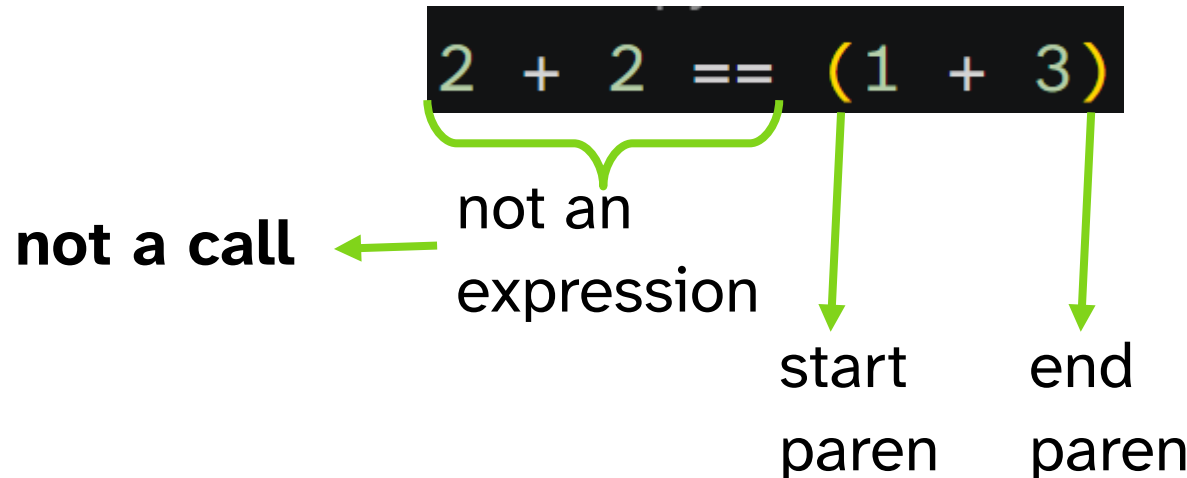 2 + 2 == (1 + 3)
not an
expression
not a call
start
paren
end
paren